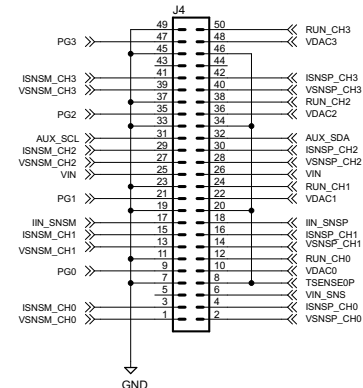 J4
49 50 RUN_CH3
PG3 47 48 VDAC3
45 46
43 44
ISNSM_CH3 41 42 ISNSP_CH3
VSNSM_CH3 39 40 VSNSP_CH3
37 38 RUN_CH2
PG2 35 36 VDAC2
33 34
AUX_SCL 31 32 AUX_SDA
ISNSM_CH2 29 30 ISNSP_CH2
VSNSM_CH2 27 28 VSNSP_CH2
VIN 25 26 VIN
23 24 RUN_CH1
PG1 21 22 VDAC1
19 20
IIN_SNSM 17 18 IIN_SNSP
ISNSM_CH1 15 16 ISNSP_CH1
VSNSM_CH1 13 14 VSNSP_CH1
11 12 RUN_CH0
PG0 9 10 VDAC0
7 8 TSENSE0P
5 6 VIN_SNS
ISNSM_CH0 3 4 ISNSP_CH0
VSNSM_CH0 1 2 VSNSP_CH0
GND